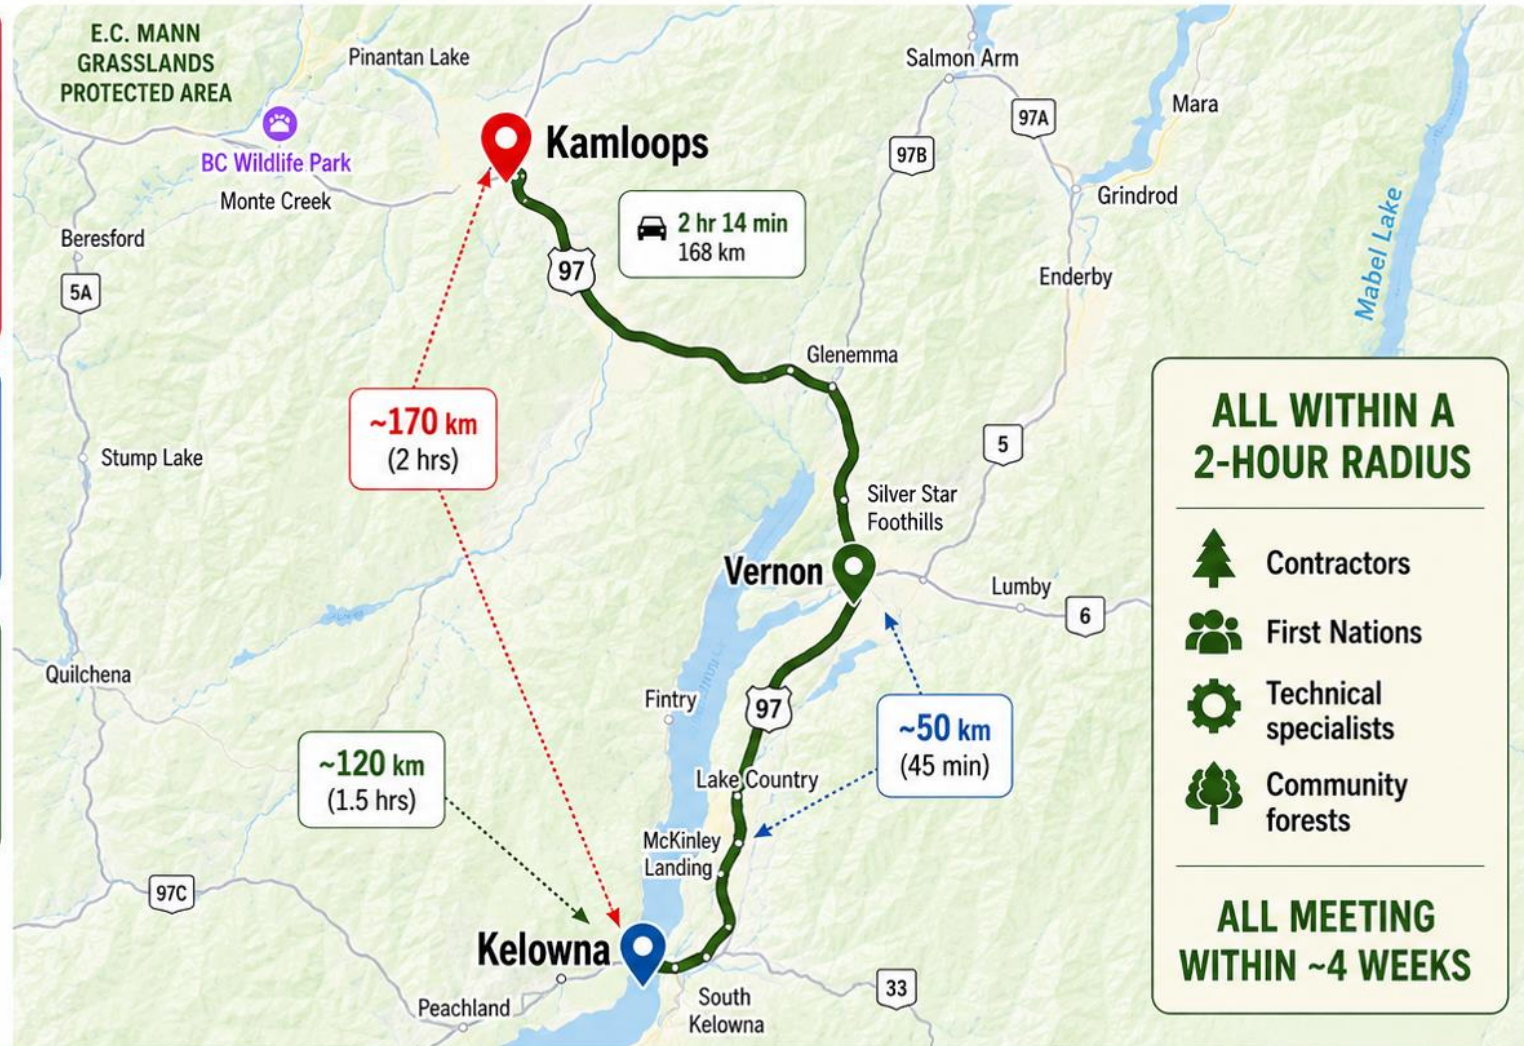 E.C. MANN
GRASSLANDS
PROTECTED AREA
Pinantan Lake
Salmon Arm
97A
Mara
BC Wildlife Park
Monte Creek
Kamloops
97B
Grindrod
Beresford
5A
2 hr 14 min
168 km
97
Enderby
Mabel Lake
Glenemma
~170 km
(2 hrs)
Stump Lake
5
Silver Star
Foothills
Vernon
Lumby
6
Quilchena
Fintry
97
~50 km
(45 min)
~120 km
(1.5 hrs)
Lake Country
McKinley
Landing
97C
Kelowna
Peachland
South
Kelowna
33
ALL WITHIN A
2-HOUR RADIUS
Contractors
First Nations
Technical
specialists
Community
forests
ALL MEETING
WITHIN ~4 WEEKS